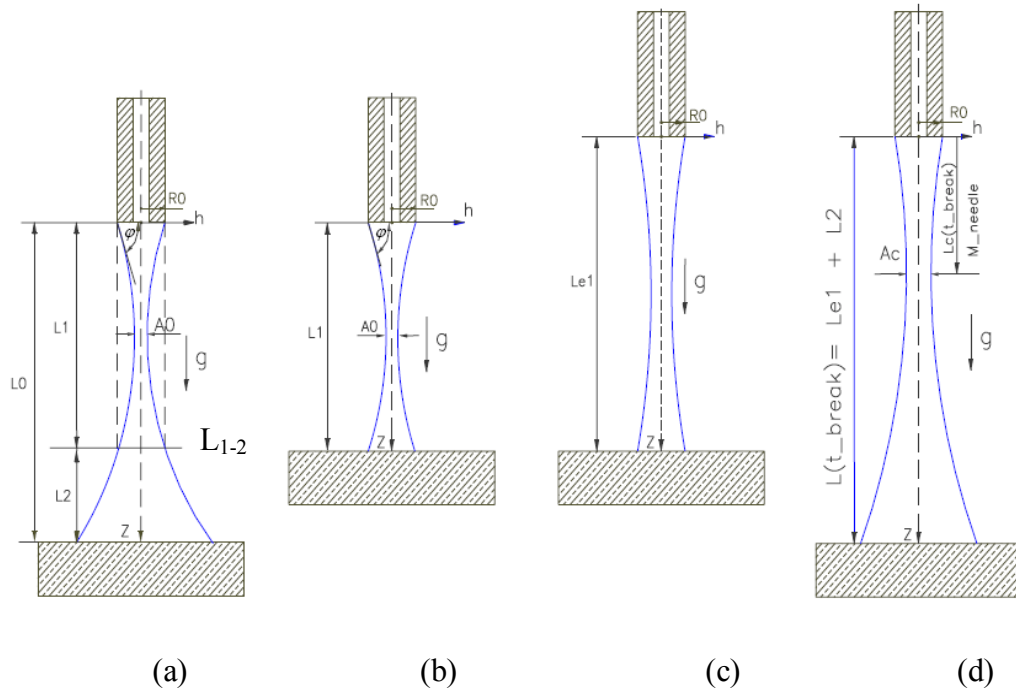 R0
h
φ
L1
A0
g
L0
L1-2
L2
Z
(a)
R0
h
φ
L1
A0
g
Z
(b)
R0
h
Le1
g
Z
(c)
R0
h
Lc(t_break)
M_needle
Ac
L(t_break)= Le1 + L2
g
Z
(d)